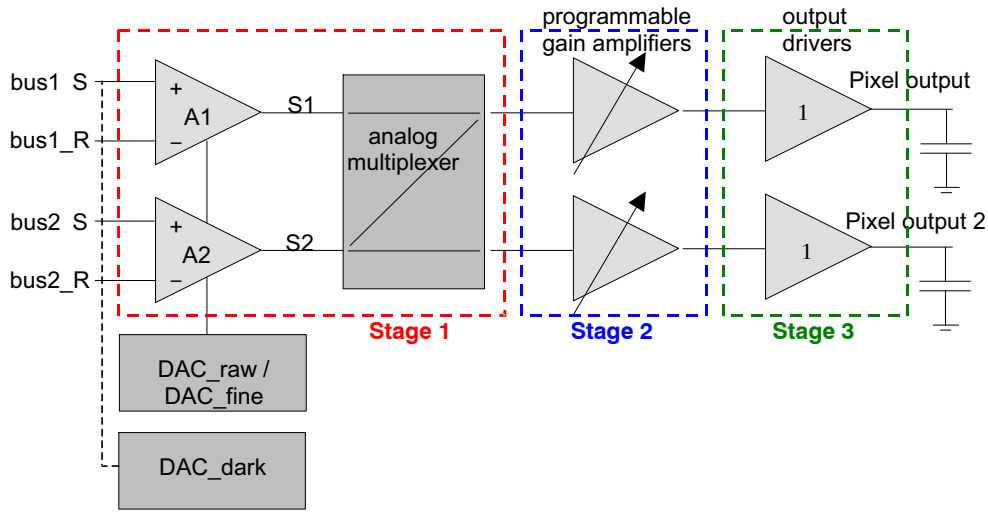 programmable
gain amplifiers
output
drivers
bus1 S
bus1_R
+
A1
−
S1
analog
multiplexer
1
Pixel output
bus2 S
bus2_R
+
A2
−
S2
1
Pixel output 2
Stage 1
Stage 2
Stage 3
DAC_raw /
DAC_fine
DAC_dark